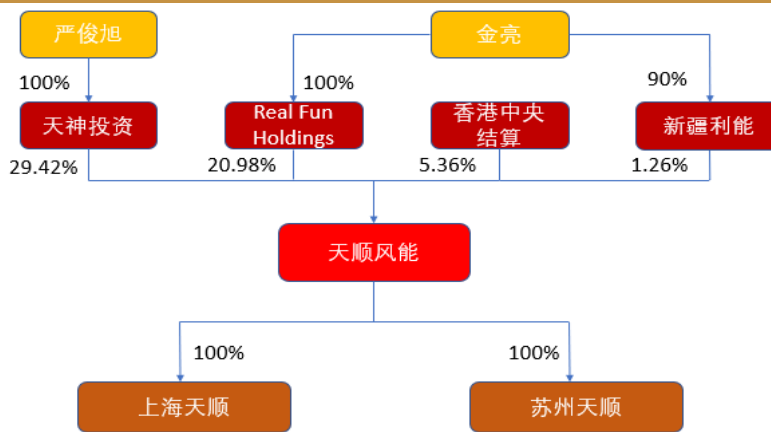 严俊旭
金亮
100%
100%
90%
天神投资
Real Fun
Holdings
香港中央
结算
新疆利能
29.42%
20.98%
5.36%
1.26%
天顺风能
100%
100%
上海天顺
苏州天顺